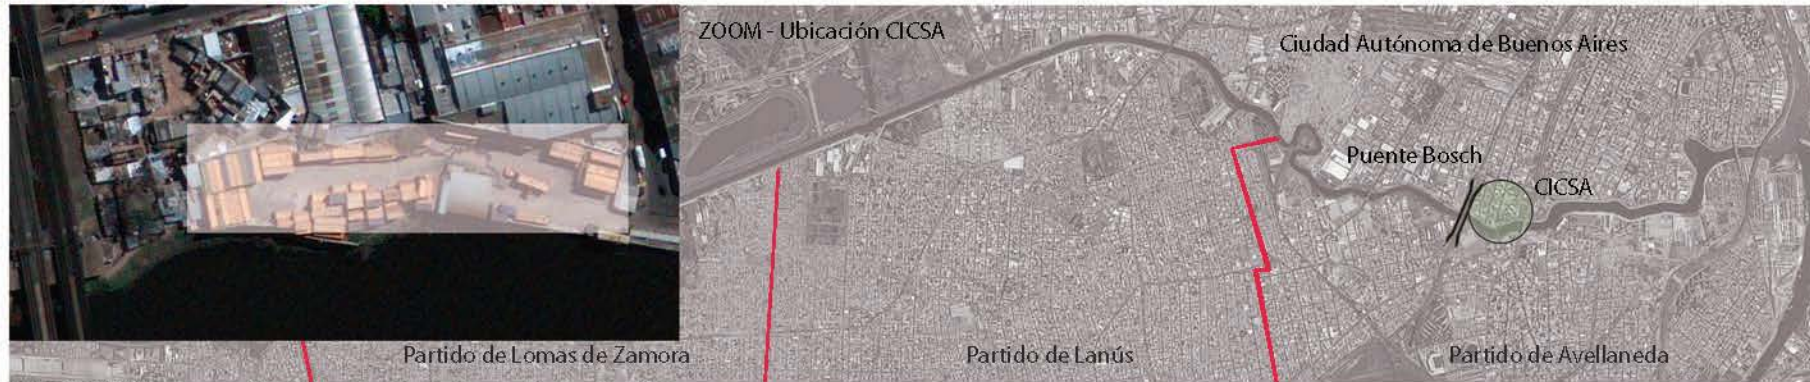 ZOOM - Ubicación CICSA
Ciudad Autónoma de Buenos Aires
Puente Bosch
CICSA
Partido de Lomas de Zamora
Partido de Lanús
Partido de Avellaneda